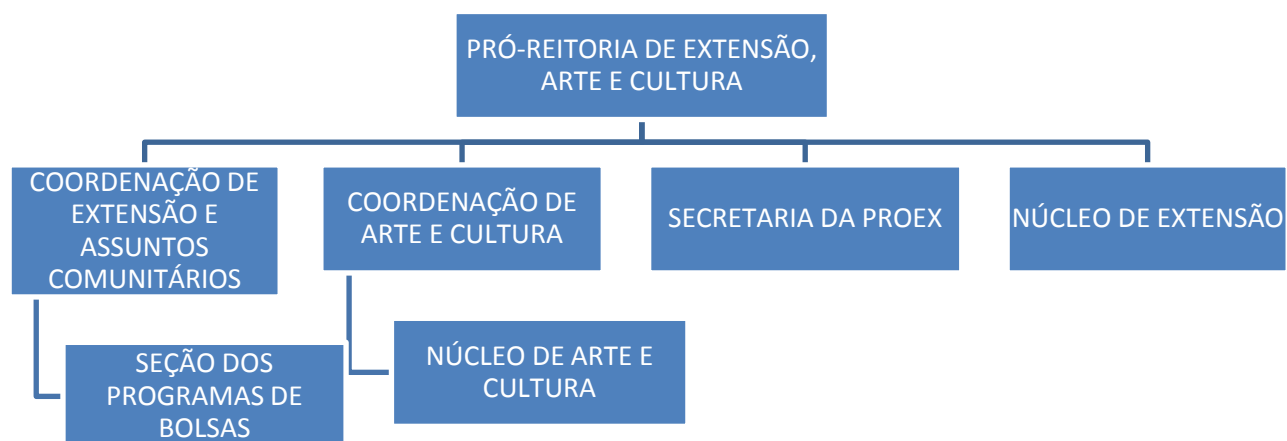 PRÓ-REITORIA DE EXTENSÃO,
ARTE E CULTURA
COORDENAÇÃO DE
EXTENSÃO E
ASSUNTOS
COMUNITÁRIOS
COORDENAÇÃO DE
ARTE E CULTURA
SECRETARIA DA PROEX
NÚCLEO DE EXTENSÃO
SEÇÃO DOS
PROGRAMAS DE
BOLSAS
NÚCLEO DE ARTE E
CULTURA